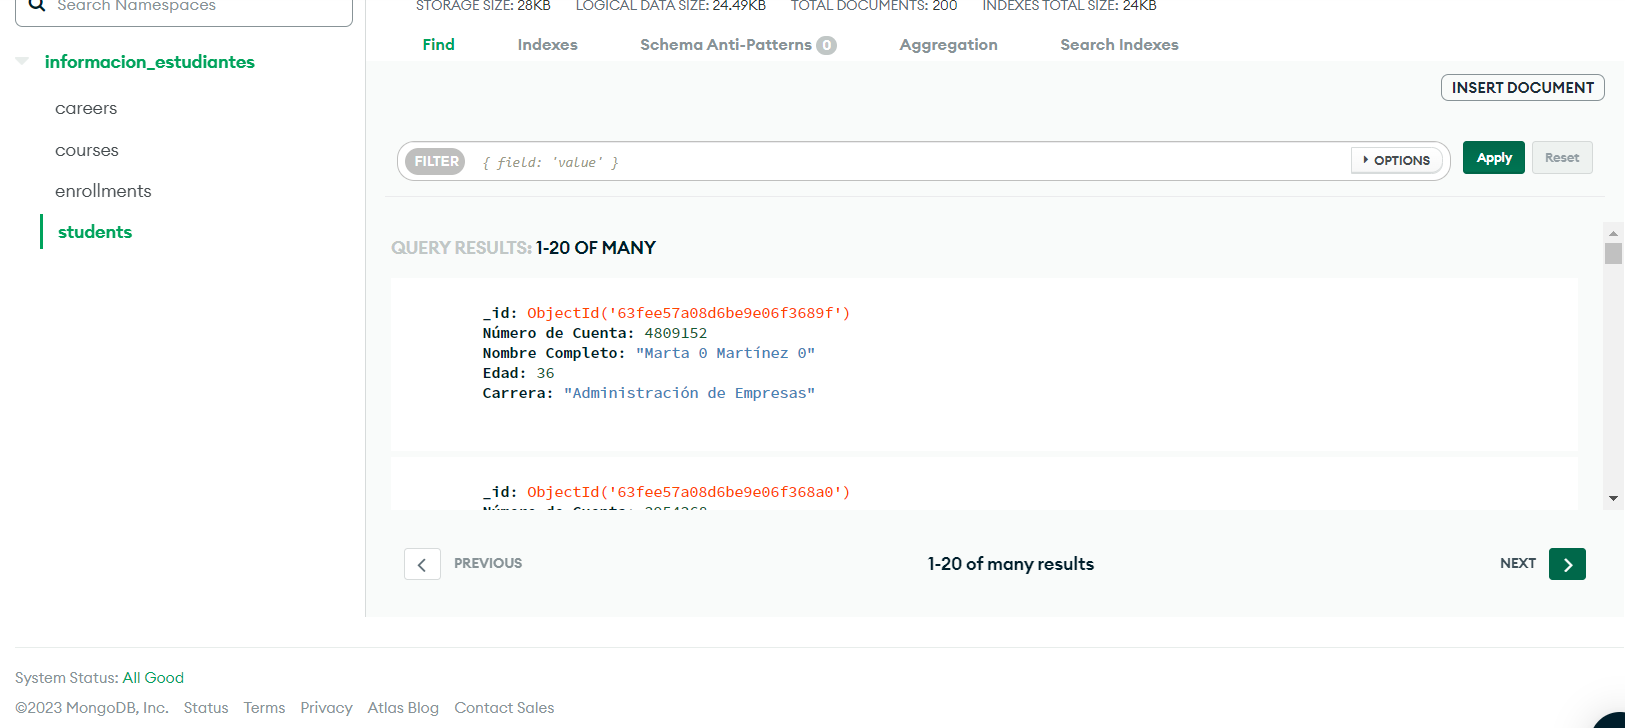 Search Namespaces
STORAGE SIZE: 28KB LOGICAL DATA SIZE: 24.49KB TOTAL DOCUMENTS: 200 INDEXES TOTAL SIZE: 24KB
Find Indexes Schema Anti-Patterns 0 Aggregation Search Indexes
informacion_estudiantes
careers
courses
enrollments
students
INSERT DOCUMENT
FILTER { field: 'value' } OPTIONS Apply Reset
QUERY RESULTS: 1-20 OF MANY
_id: ObjectId('63fee57a08d6be9e06f3689f')
Número de Cuenta: 4809152
Nombre Completo: "Marta 0 Martínez 0"
Edad: 36
Carrera: "Administración de Empresas"
_id: ObjectId('63fee57a08d6be9e06f368a0')
Número de Cuenta:
PREVIOUS 1-20 of many results NEXT
System Status: All Good
©2023 MongoDB, Inc. Status Terms Privacy Atlas Blog Contact Sales